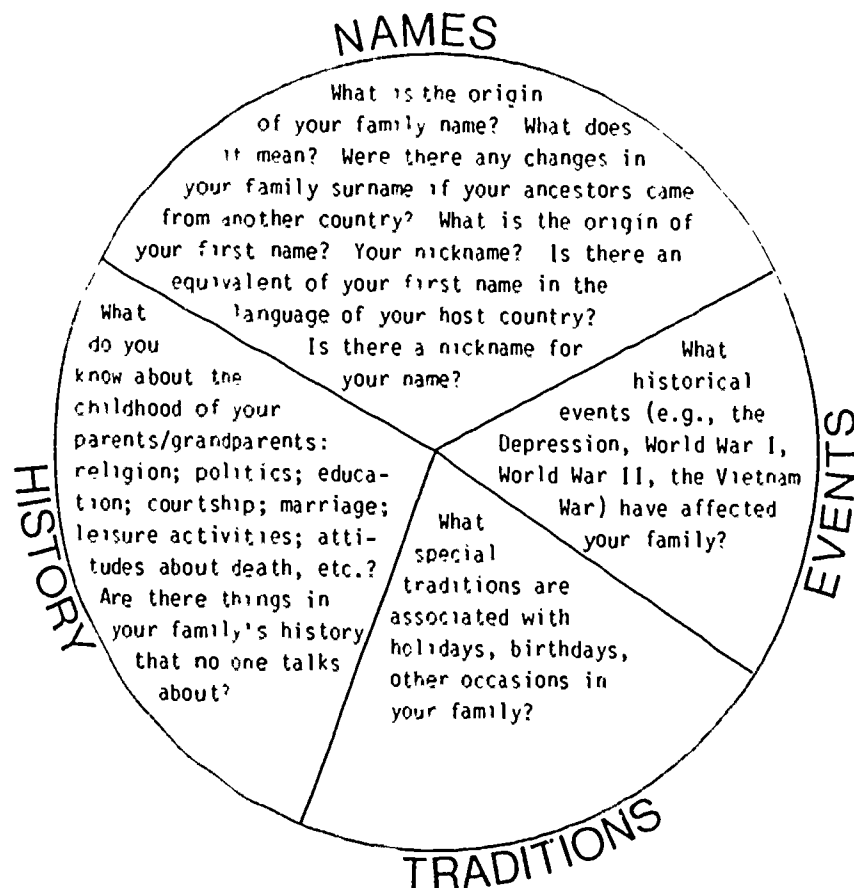 NAMES
What is the origin
of your family name? What does
it mean? Were there any changes in
your family surname if your ancestors came
from another country? What is the origin of
your first name? Your nickname? Is there an
equivalent of your first name in the
language of your host country?
Is there a nickname for
your name?
EVENTS
What
historical
events (e.g., the
Depression, World War I,
World War II, the Vietnam
War) have affected
your family?
TRADITIONS
What
special
traditions are
associated with
holidays, birthdays,
other occasions in
your family?
HISTORY
What
do you
know about the
childhood of your
parents/grandparents:
religion; politics; educa-
tion; courtship; marriage;
leisure activities; atti-
tudes about death, etc.?
Are there things in
your family's history
that no one talks
about?